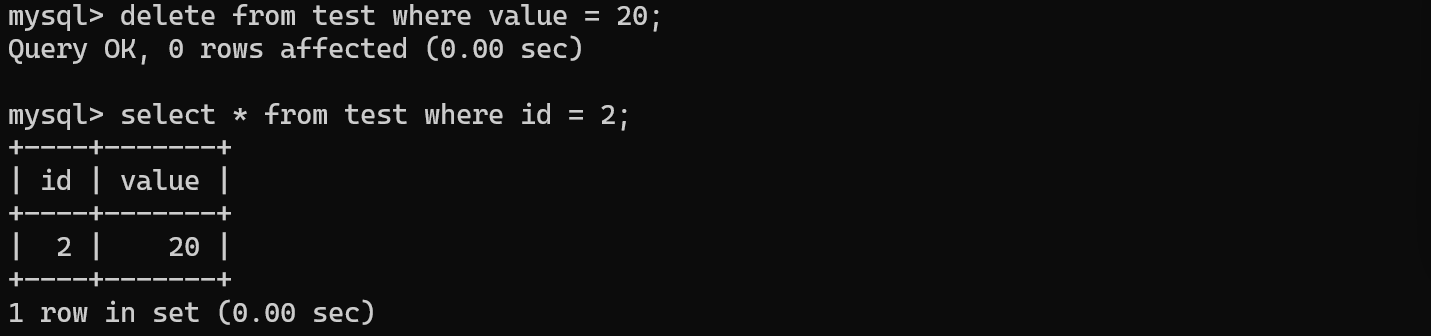 mysql> delete from test where value = 20;
Query OK, 0 rows affected (0.00 sec)

mysql> select * from test where id = 2;
+----+-------+
| id | value |
+----+-------+
|  2 |    20 |
+----+-------+
1 row in set (0.00 sec)